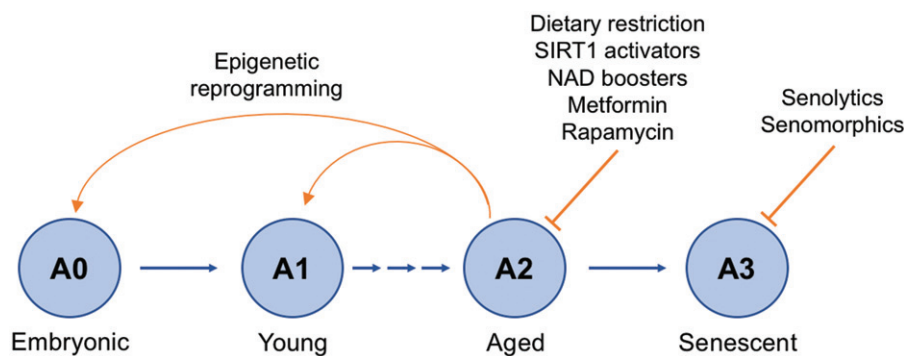 Epigenetic
reprogramming
Dietary restriction
SIRT1 activators
NAD boosters
Metformin
Rapamycin
Senolytics
Senomorphics
A0
A1
A2
A3
Embryonic
Young
Aged
Senescent